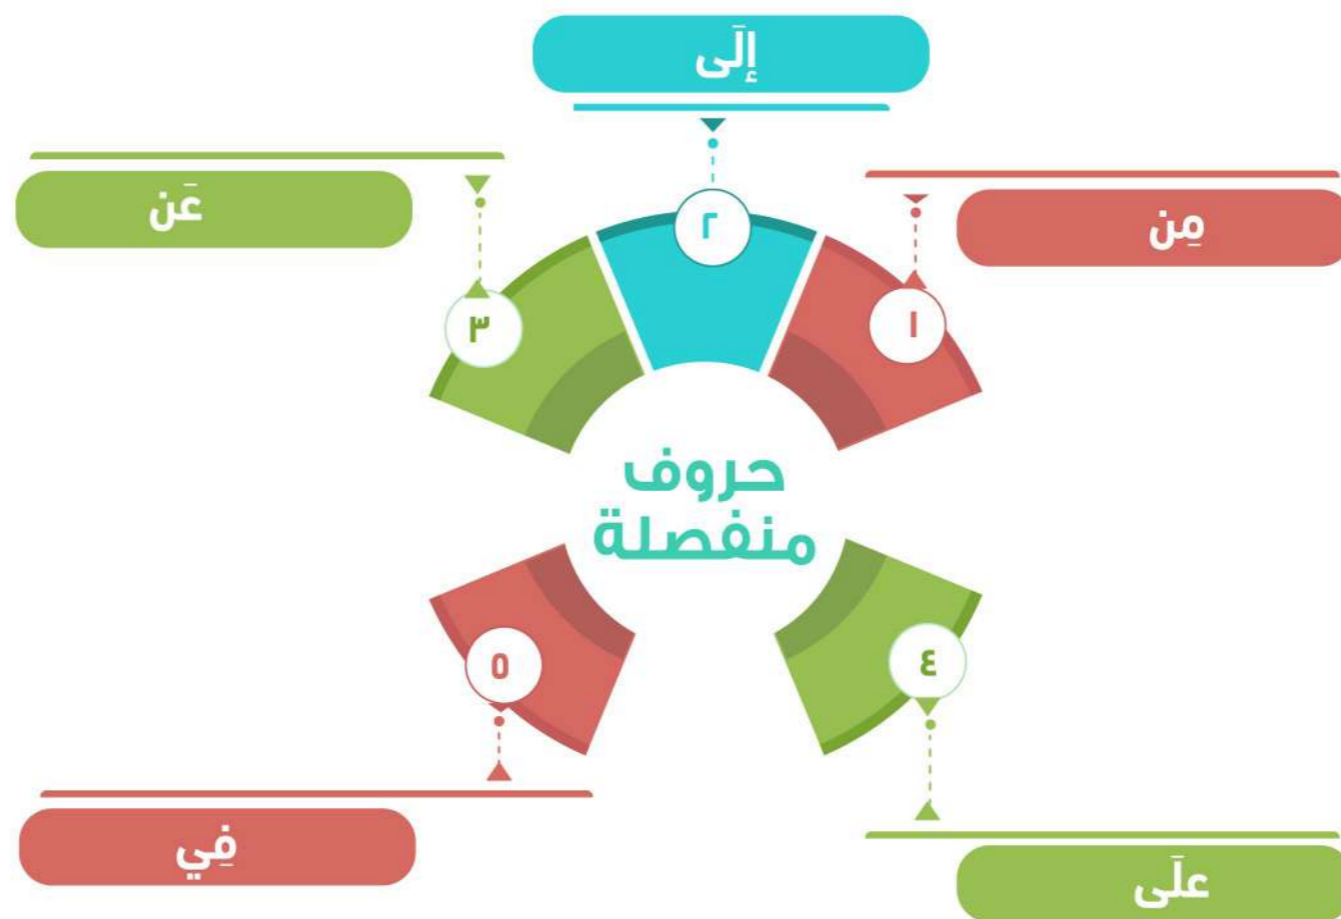 حروف
منفصلة
١
مِن
٢
إلَى
٣
عَن
٤
علَى
٥
فِي